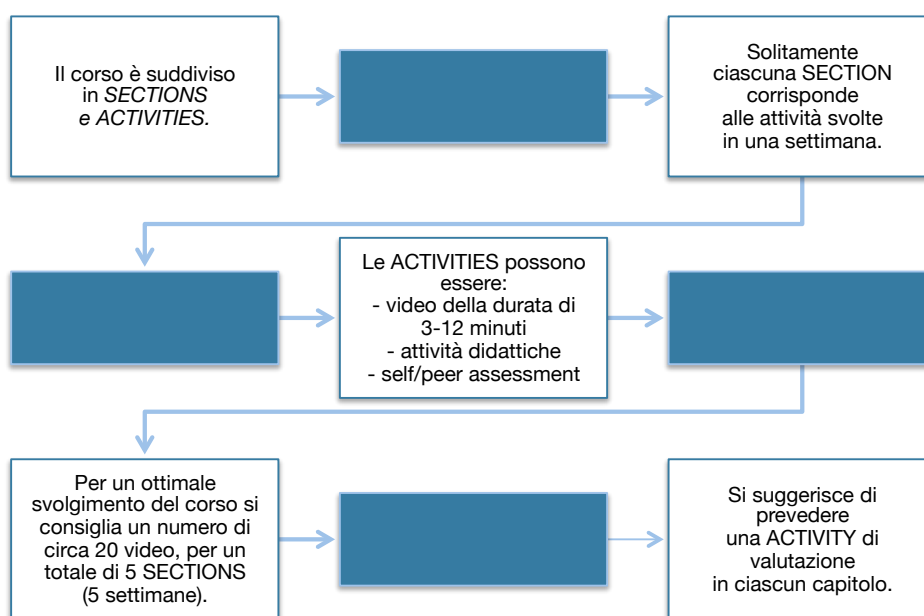 Il corso è suddiviso
in SECTIONS
e ACTIVITIES.
Solitamente
ciascuna SECTION
corrisponde
alle attività svolte
in una settimana.
Le ACTIVITIES possono
essere:
- video della durata di
3-12 minuti
- attività didattiche
- self/peer assessment
Per un ottimale
svolgimento del corso si
consiglia un numero di
circa 20 video, per un
totale di 5 SECTIONS
(5 settimane).
Si suggerisce di
prevedere
una ACTIVITY di
valutazione
in ciascun capitolo.